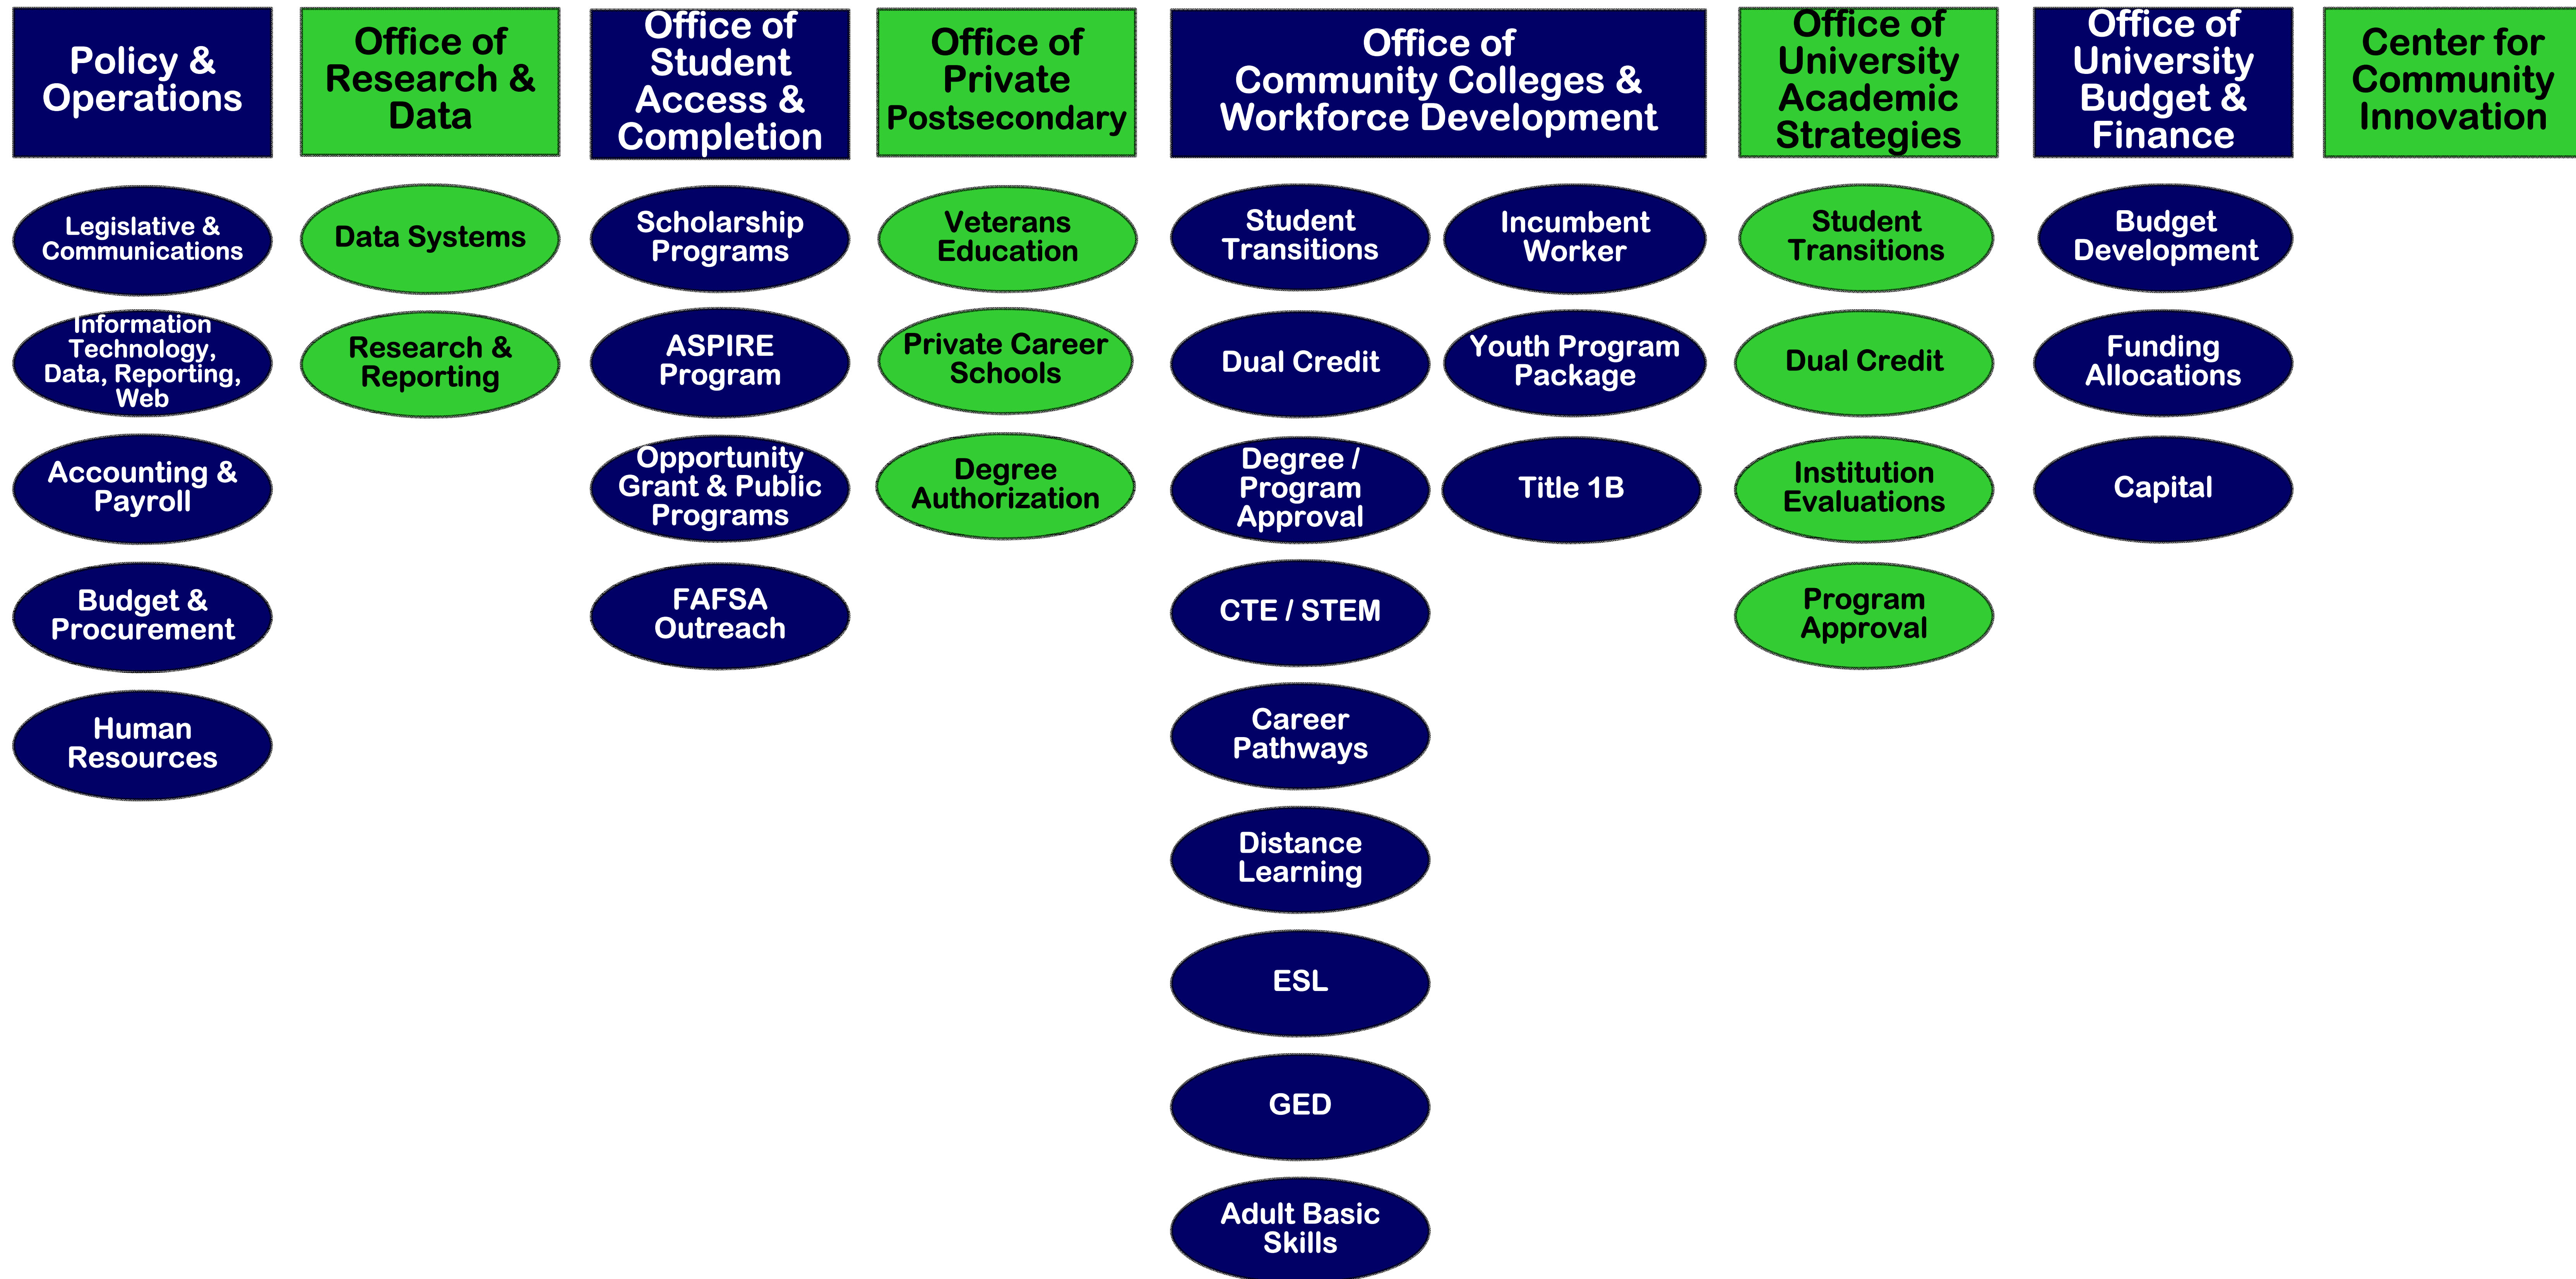 Policy &
Operations
Office of
Research &
Data
Office of
Student
Access &
Completion
Office of
Private
Postsecondary
Office of
Community Colleges &
Workforce Development
Office of
University
Academic
Strategies
Office of
University
Budget &
Finance
Center for
Community
Innovation
Legislative &
Communications
Information
Technology,
Data, Reporting,
Web
Accounting &
Payroll
Budget &
Procurement
Human
Resources
Data Systems
Research &
Reporting
Scholarship
Programs
ASPIRE
Program
Opportunity
Grant & Public
Programs
FAFSA
Outreach
Veterans
Education
Private Career
Schools
Degree
Authorization
Student
Transitions
Dual Credit
Degree /
Program
Approval
CTE / STEM
Career
Pathways
Distance
Learning
ESL
GED
Adult Basic
Skills
Incumbent
Worker
Youth Program
Package
Title 1B
Student
Transitions
Dual Credit
Institution
Evaluations
Program
Approval
Budget
Development
Funding
Allocations
Capital